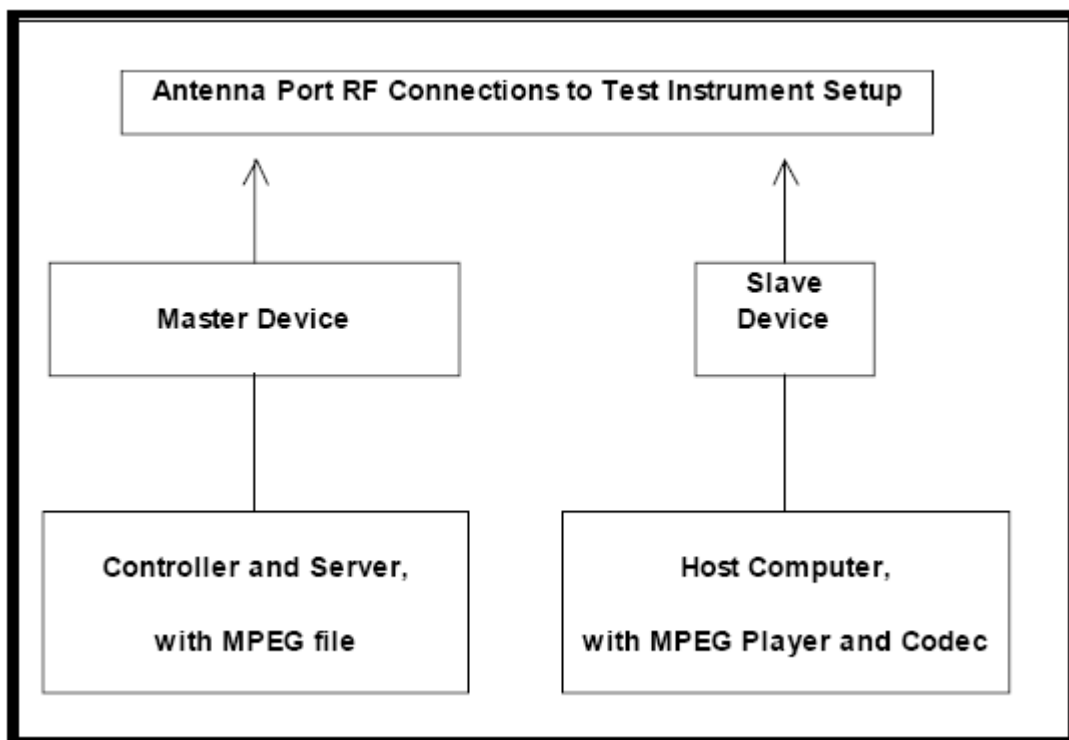 Antenna Port RF Connections to Test Instrument Setup
Master Device
Slave
Device
Controller and Server,
with MPEG file
Host Computer,
with MPEG Player and Codec